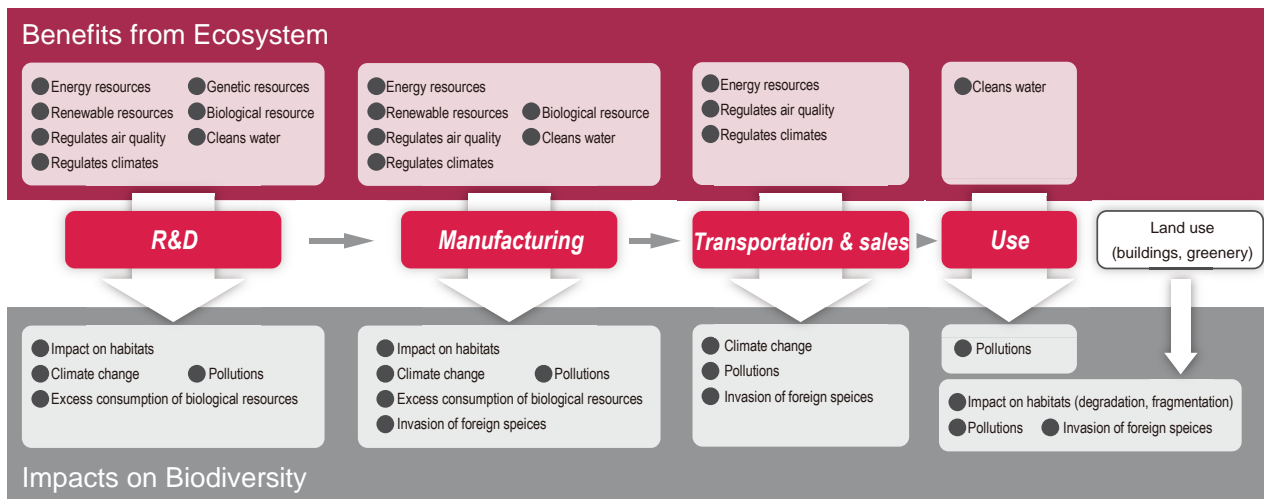 Benefits from Ecosystem
Energy resources
Genetic resources
Renewable resources
Biological resource
Regulates air quality
Cleans water
Regulates climates
Energy resources
Renewable resources
Biological resource
Regulates air quality
Cleans water
Regulates climates
Energy resources
Regulates air quality
Regulates climates
Cleans water
R&D
Manufacturing
Transportation & sales
Use
Land use
(buildings, greenery)
Impact on habitats
Climate change
Pollutions
Excess consumption of biological resources
Impact on habitats
Climate change
Pollutions
Excess consumption of biological resources
Invasion of foreign speices
Climate change
Pollutions
Invasion of foreign speices
Pollutions
Impact on habitats (degradation, fragmentation)
Pollutions
Invasion of foreign speices
Impacts on Biodiversity